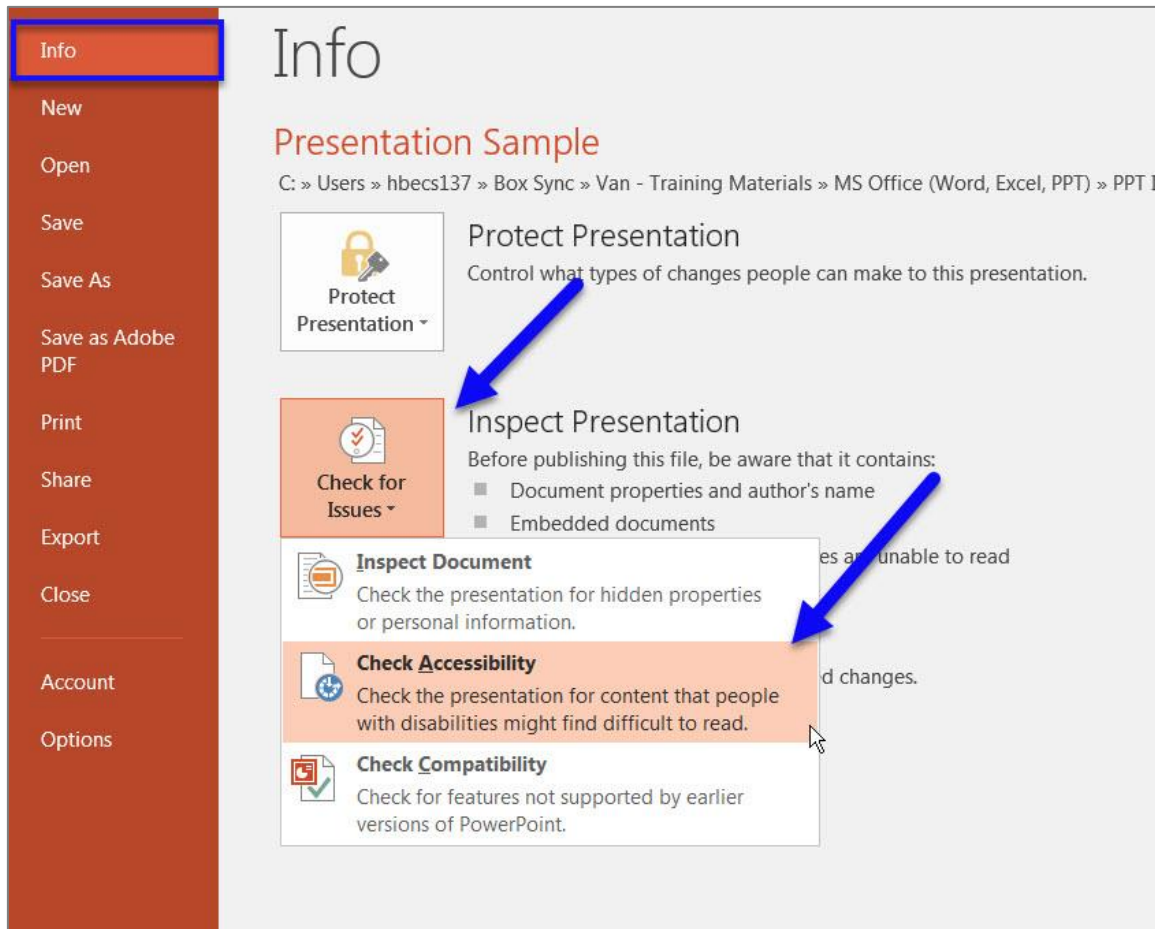 Info
New
Open
Save
Save As
Save as Adobe
PDF
Print
Share
Export
Close
Account
Options
Info
Presentation Sample
C: » Users » hbecs137 » Box Sync » Van - Training Materials » MS Office (Word, Excel, PPT) » PPT
Protect
Presentation
Protect Presentation
Control what types of changes people can make to this presentation.
Check for
Issues
Inspect Presentation
Before publishing this file, be aware that it contains:
Document properties and author's name
Embedded documents
are unable to read
changes.
Inspect Document
Check the presentation for hidden properties
or personal information.
Check Accessibility
Check the presentation for content that people
with disabilities might find difficult to read.
Check Compatibility
Check for features not supported by earlier
versions of PowerPoint.